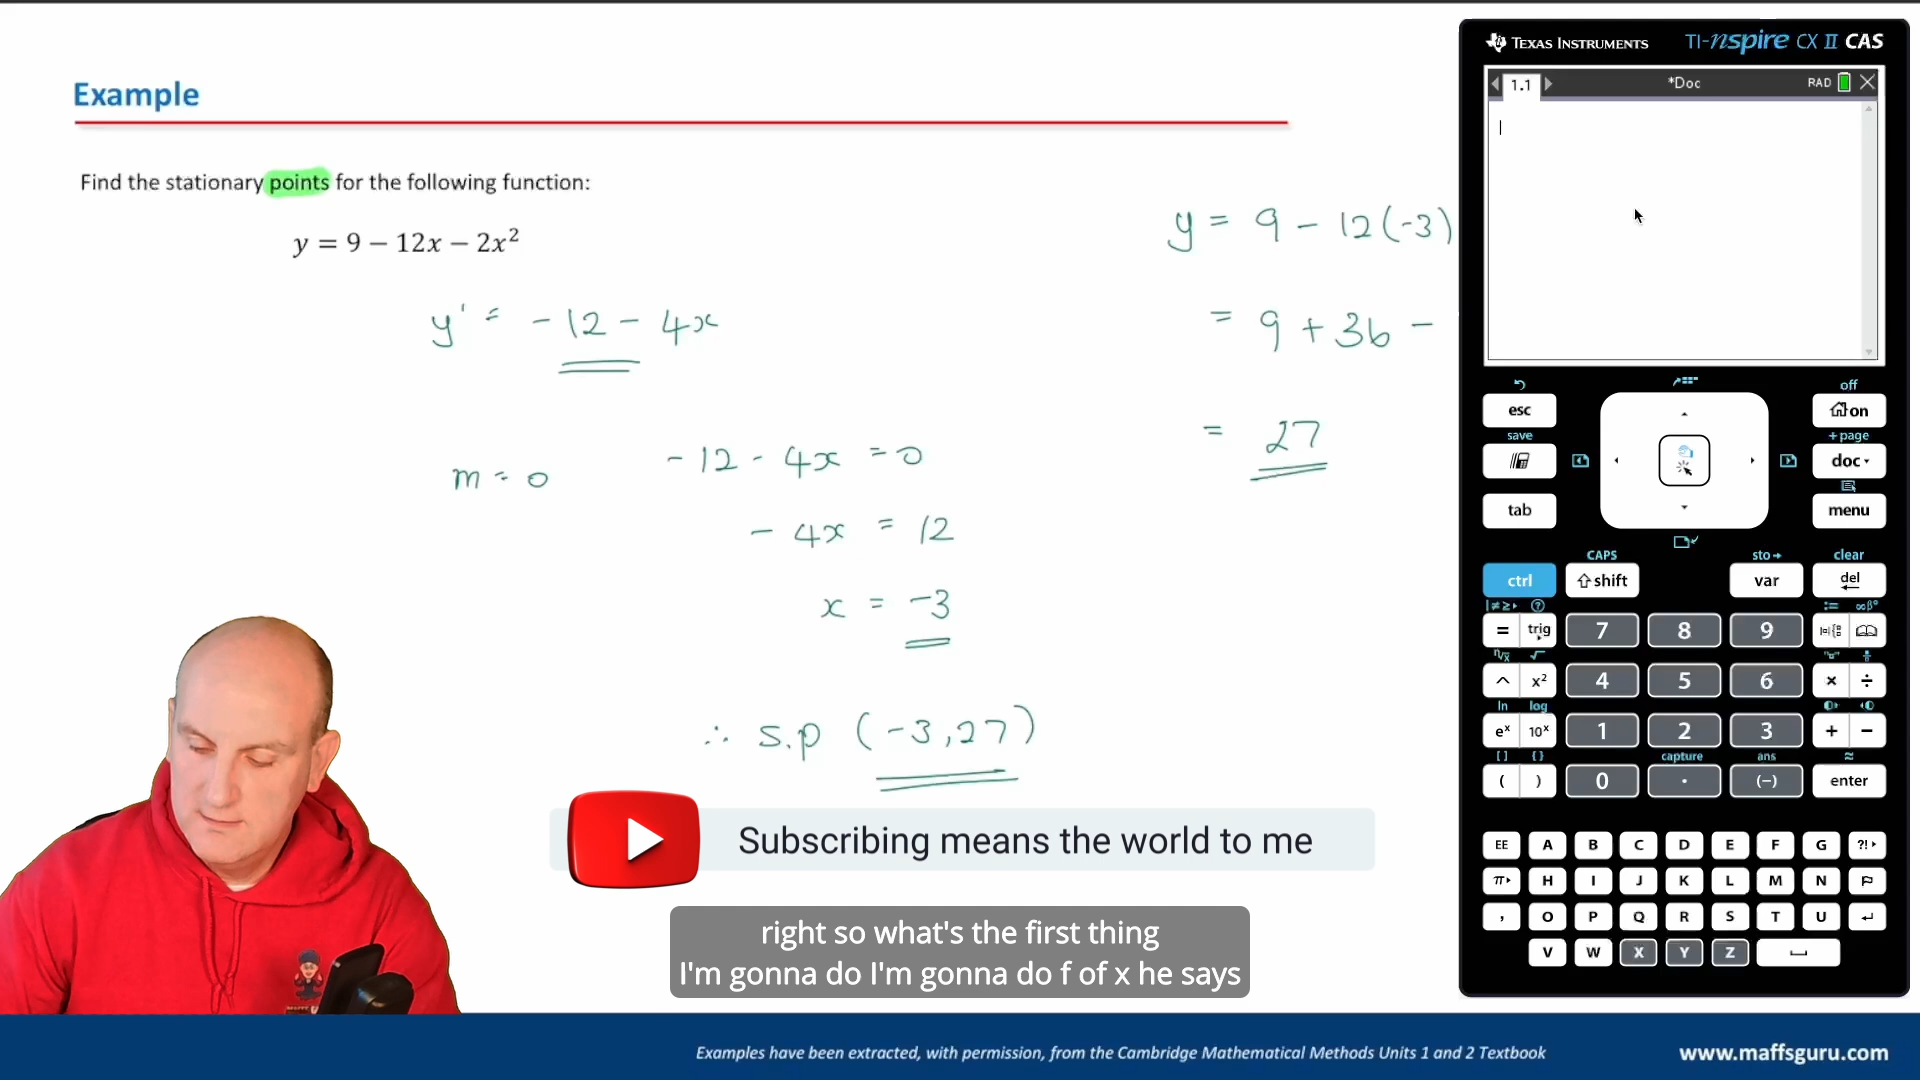 Example
Find the stationary points for the following function:
y = 9 − 12x − 2x²
y' = -12 - 4x
m = 0
-12 - 4x = 0
-4x = 12
x = -3
∴ s.p (-3, 27)
y = 9 - 12(-3)
= 9 + 36 -
= 27
Subscribing means the world to me
right so what's the first thing
I'm gonna do I'm gonna do f of x he says
Examples have been extracted, with permission, from the Cambridge Mathematical Methods Units 1 and 2 Textbook
www.maffsguru.com
TEXAS INSTRUMENTS TI-nspire CX II CAS
1.1 *Doc RAD
off
esc on
save +page
doc
tab menu
CAPS sto→ clear
ctrl shift var del
|≠≥▸ ? := ∞β°
= trig 7 8 9
ⁿ√x √
^ x² 4 5 6 × ÷
ln log
eˣ 10ˣ 1 2 3 + −
[ ] { } capture ans ≈
( ) 0 . (−) enter
EE A B C D E F G ?!▸
π▸ H I J K L M N
, O P Q R S T U
V W X Y Z